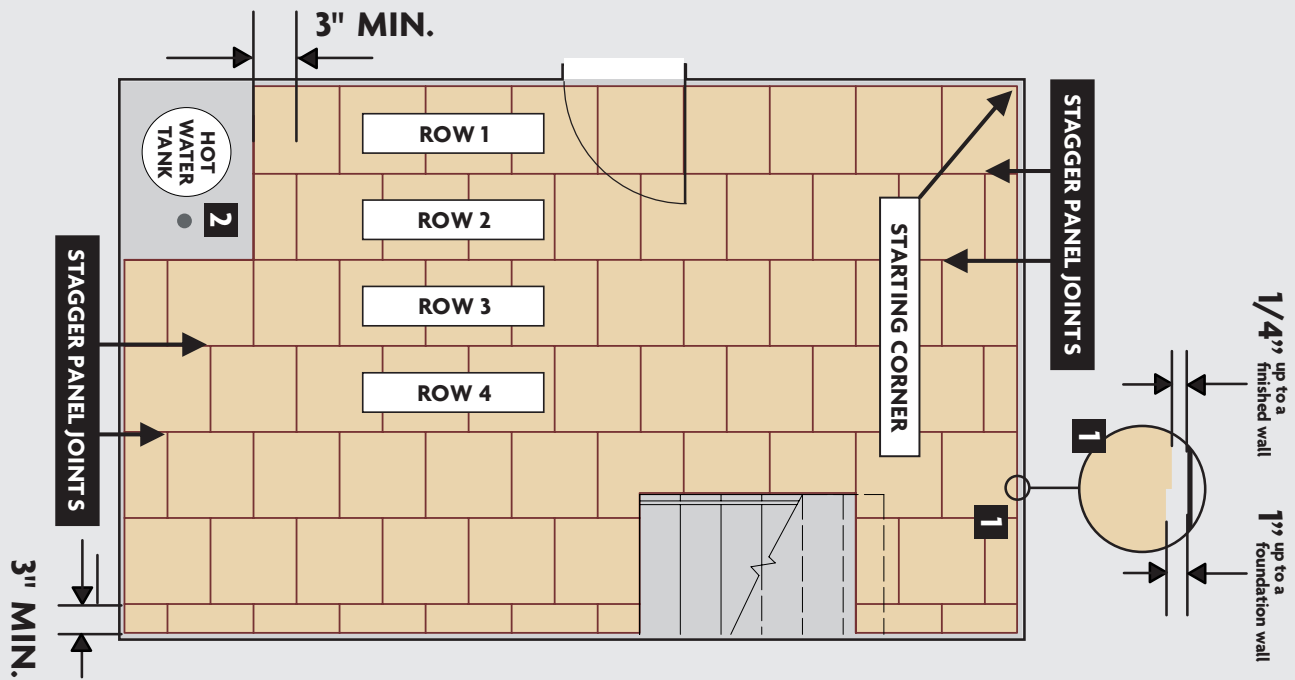 3" MIN.
HOT
WATER
TANK
2
ROW 1
ROW 2
ROW 3
ROW 4
STARTING CORNER
STAGGER PANEL JOINTS
STAGGER PANEL JOINTS
1/4” up to a
finished wall
1
1
1” up to a
foundation wall
3" MIN.